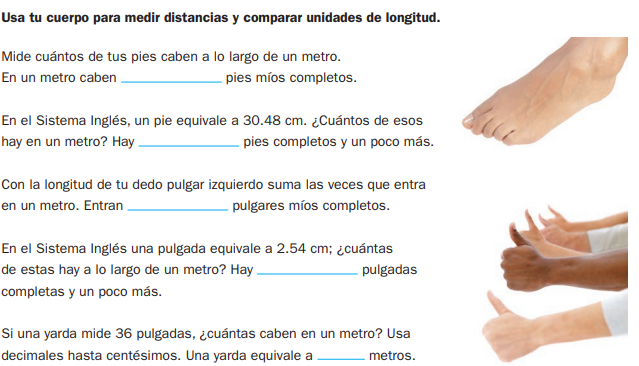 Usa tu cuerpo para medir distancias y comparar unidades de longitud.
Mide cuántos de tus pies caben a lo largo de un metro.
En un metro caben ____________ pies míos completos.
En el Sistema Inglés, un pie equivale a 30.48 cm. ¿Cuántos de esos
hay en un metro? Hay ____________ pies completos y un poco más.
Con la longitud de tu dedo pulgar izquierdo suma las veces que entra
en un metro. Entran ____________ pulgares míos completos.
En el Sistema Inglés una pulgada equivale a 2.54 cm; ¿cuántas
de estas hay a lo largo de un metro? Hay ____________ pulgadas
completas y un poco más.
Si una yarda mide 36 pulgadas, ¿cuántas caben en un metro? Usa
decimales hasta centésimos. Una yarda equivale a ______ metros.